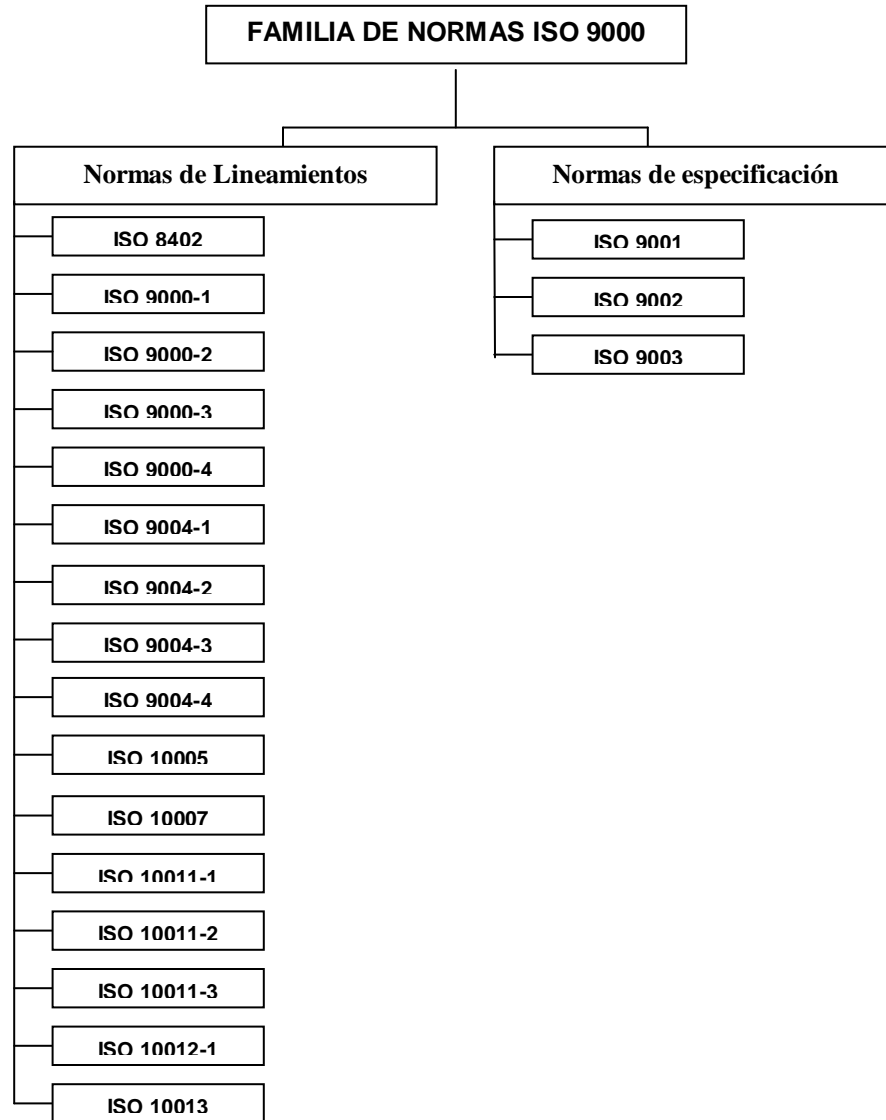 FAMILIA DE NORMAS ISO 9000
Normas de Lineamientos
ISO 8402
ISO 9000-1
ISO 9000-2
ISO 9000-3
ISO 9000-4
ISO 9004-1
ISO 9004-2
ISO 9004-3
ISO 9004-4
ISO 10005
ISO 10007
ISO 10011-1
ISO 10011-2
ISO 10011-3
ISO 10012-1
ISO 10013
Normas de especificación
ISO 9001
ISO 9002
ISO 9003